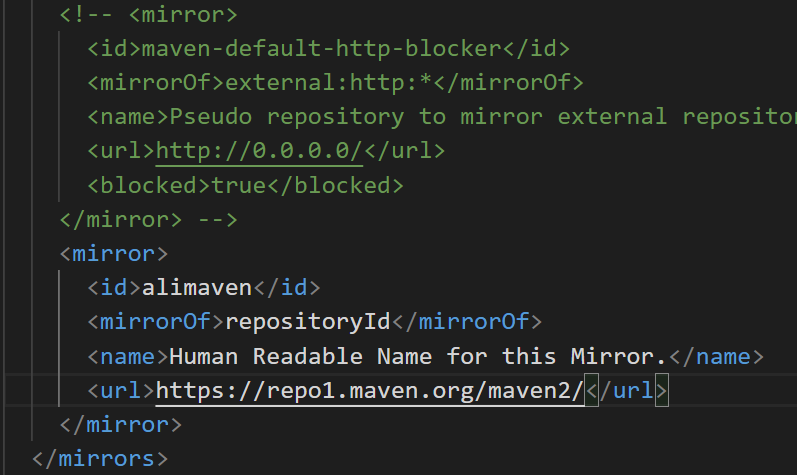 <!-- <mirror>
<id>maven-default-http-blocker</id>
<mirrorOf>external:http:*</mirrorOf>
<name>Pseudo repository to mirror external repositor
<url>http://0.0.0.0/</url>
<blocked>true</blocked>
</mirror> -->
<mirror>
<id>alimaven</id>
<mirrorOf>repositoryId</mirrorOf>
<name>Human Readable Name for this Mirror.</name>
<url>https://repo1.maven.org/maven2/</url>
</mirror>
</mirrors>